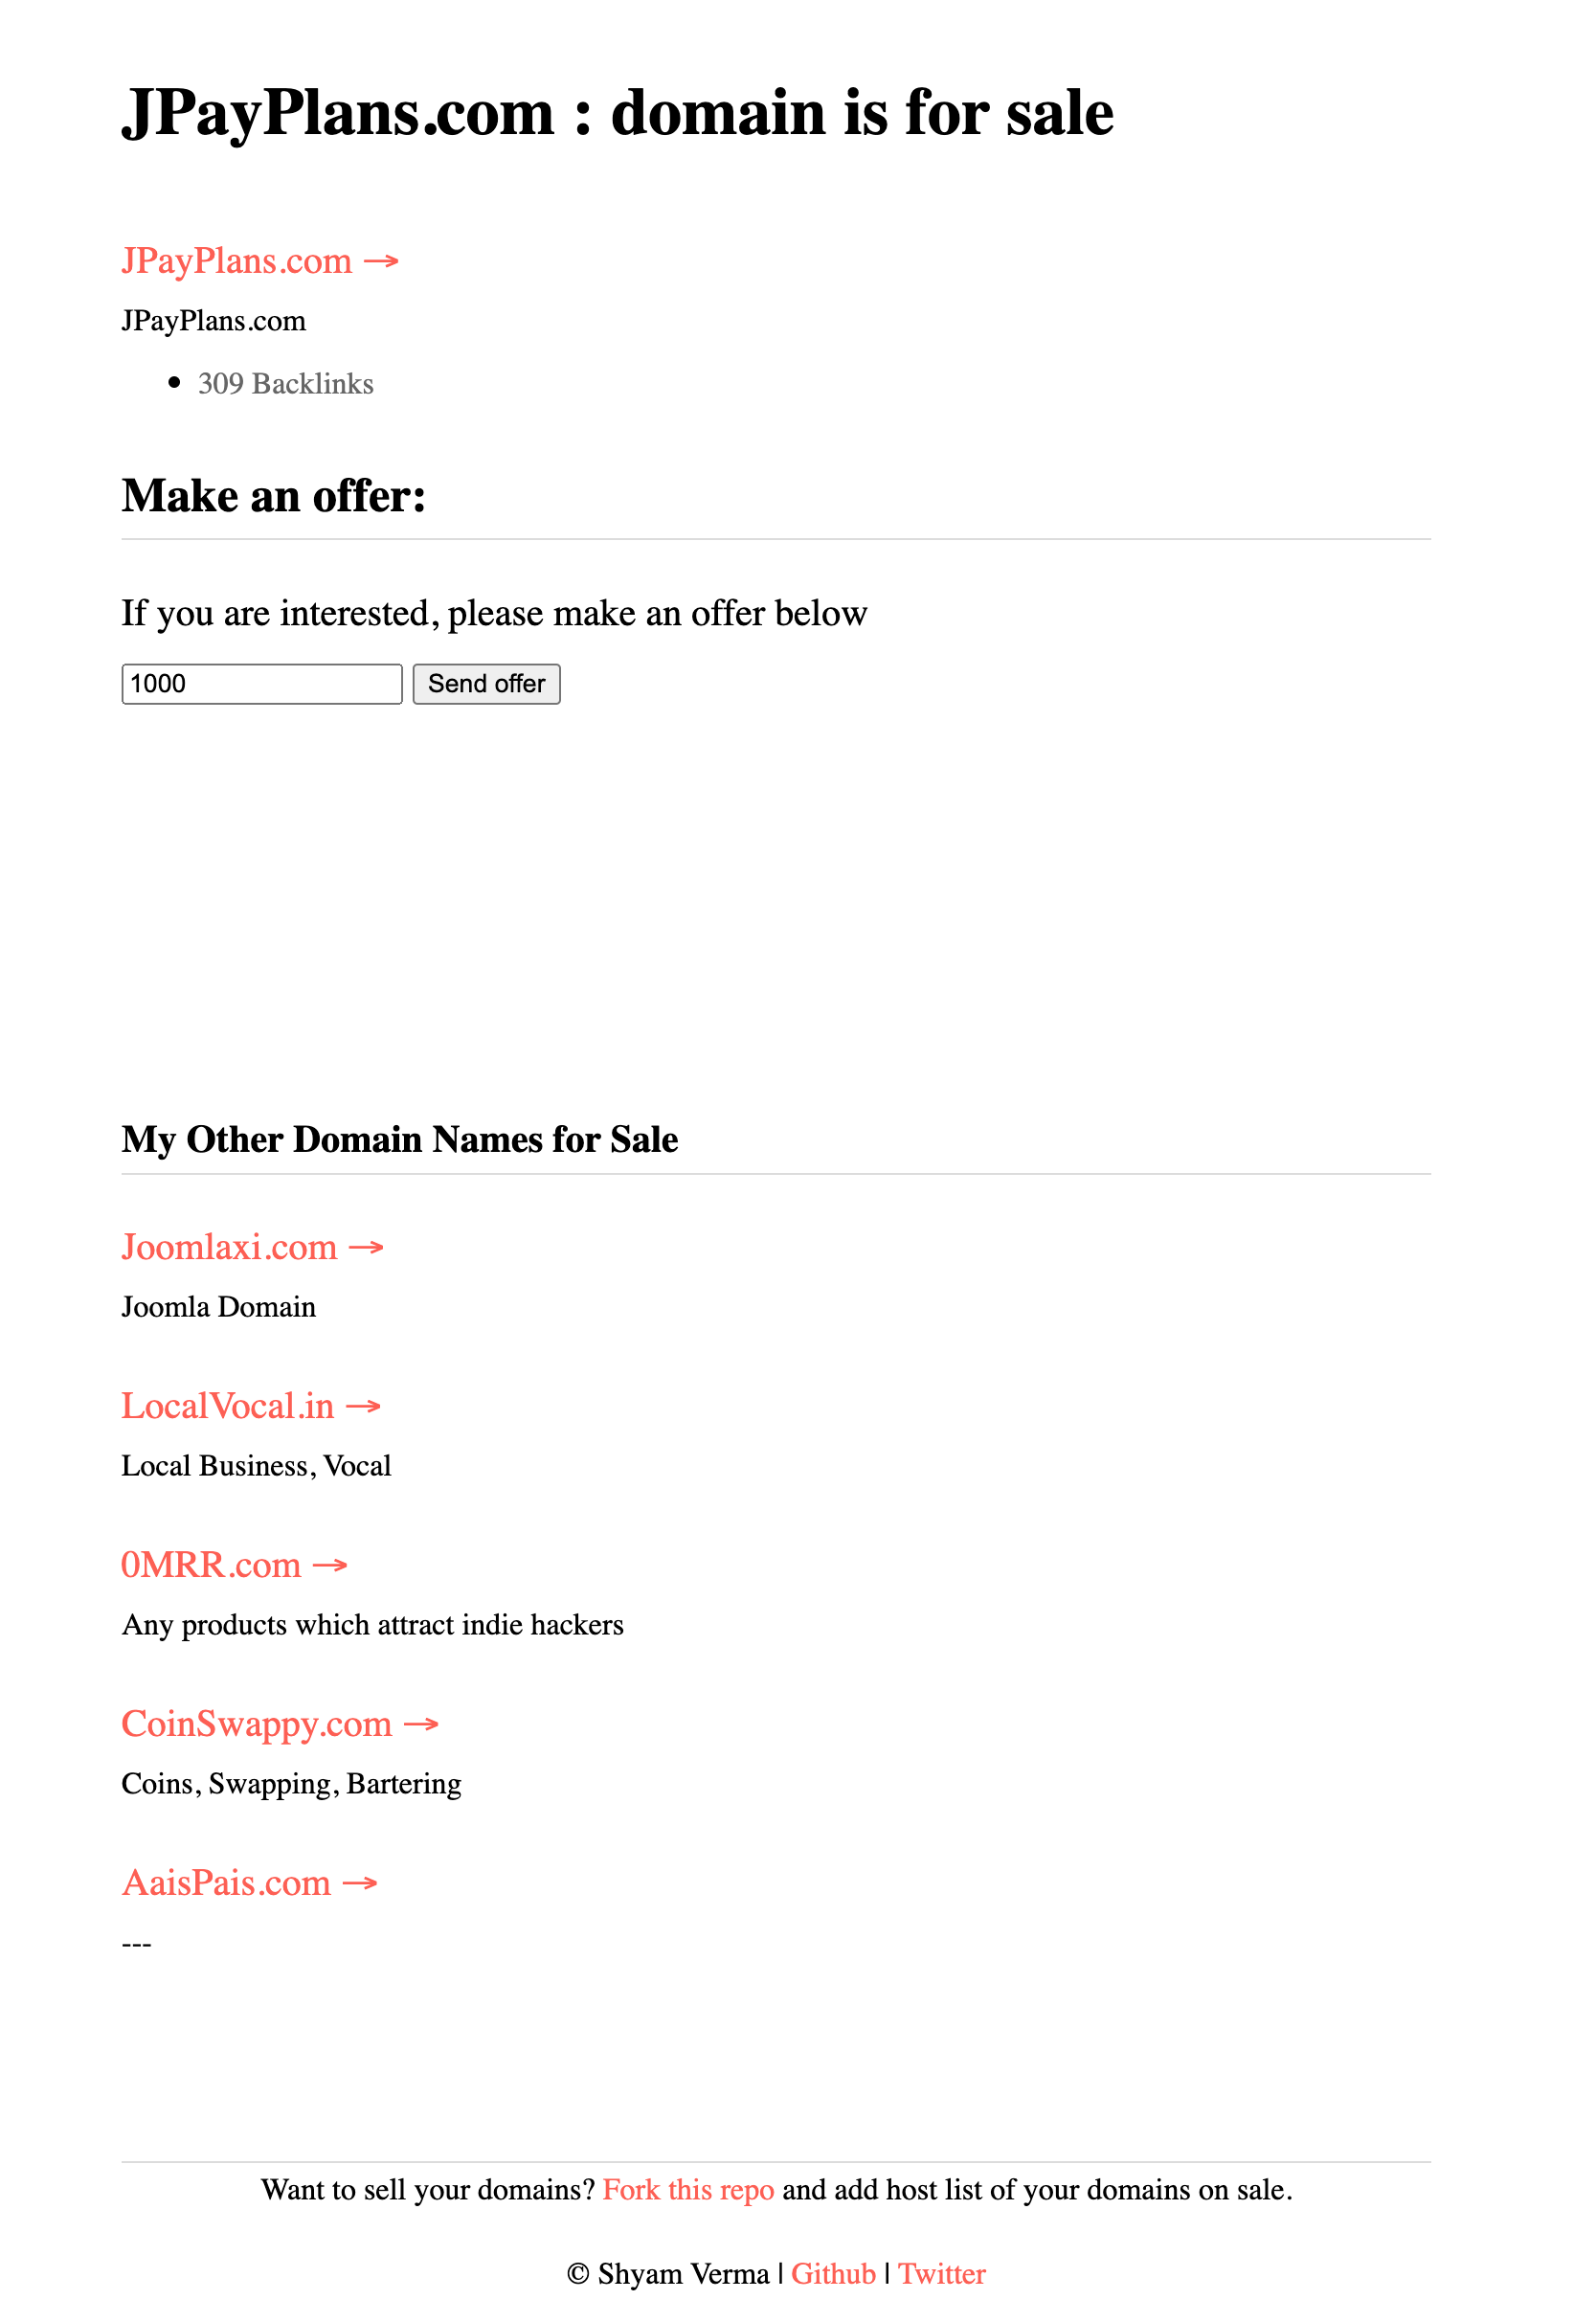 JPayPlans.com : domain is for sale
JPayPlans.com →
JPayPlans.com
• 309 Backlinks
Make an offer:
If you are interested, please make an offer below
1000 Send offer
My Other Domain Names for Sale
Joomlaxi.com →
Joomla Domain
LocalVocal.in →
Local Business, Vocal
0MRR.com →
Any products which attract indie hackers
CoinSwappy.com →
Coins, Swapping, Bartering
AaisPais.com →
---
Want to sell your domains? Fork this repo and add host list of your domains on sale.
© Shyam Verma | Github | Twitter